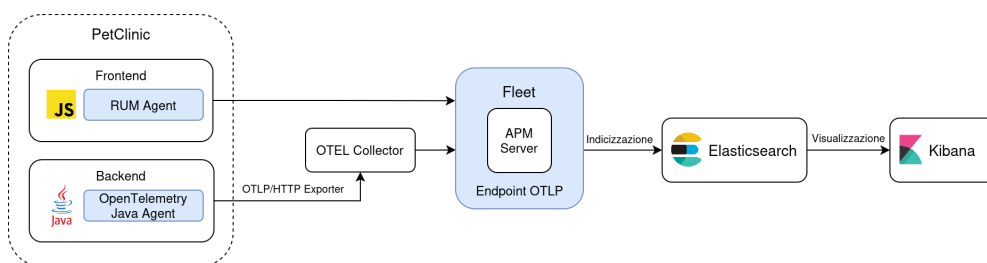 PetClinic
Frontend
JS
RUM Agent
Backend
Java
OpenTelemetry
Java Agent
OTLP/HTTP Exporter
OTEL Collector
Fleet
APM
Server
Endpoint OTLP
Indicizzazione
Elasticsearch
Visualizzazione
Kibana